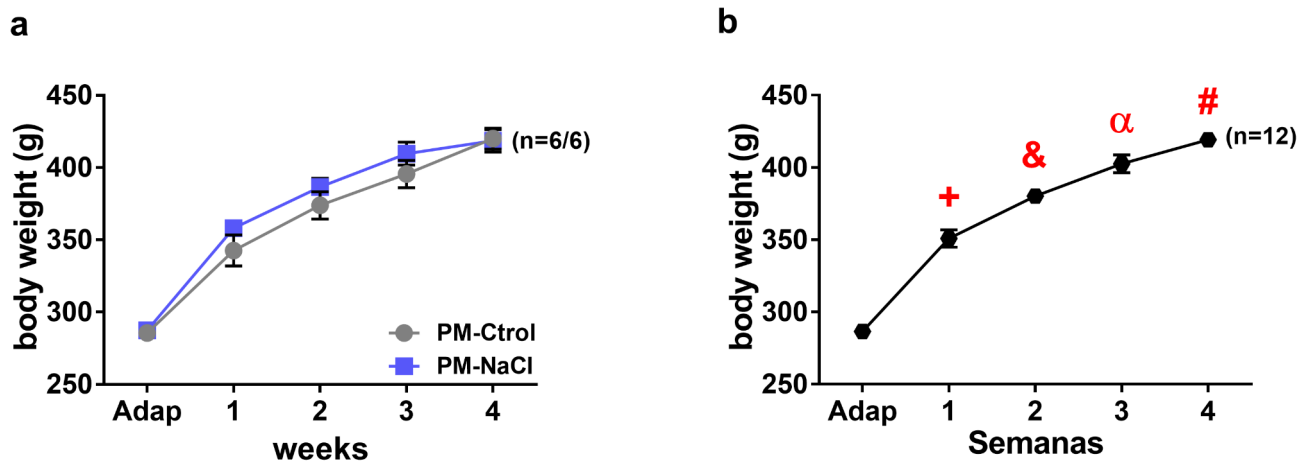 a
body weight (g)
450
400
350
300
250
(n=6/6)
PM-Ctrol
PM-NaCl
Adap 1 2 3 4
weeks
b
body weight (g)
450
400
350
300
250
+
&
α
#
(n=12)
Adap 1 2 3 4
Semanas